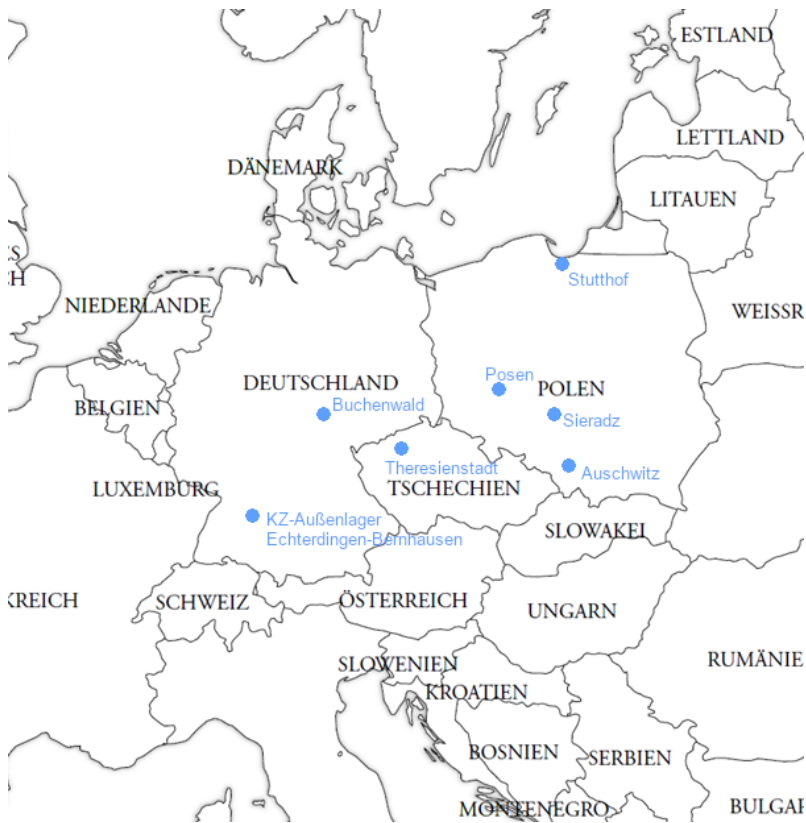 ESTLAND
LETTLAND
DÄNEMARK
LITAUEN
S
H
Stutthof
NIEDERLANDE
WEISSR
Posen
DEUTSCHLAND
POLEN
Buchenwald
BELGIEN
Sieradz
Theresienstadt
Auschwitz
LUXEMBURG
TSCHECHIEN
KZ-Außenlager
Echterdingen-Bernhausen
SLOWAKEI
KREICH
SCHWEIZ
ÖSTERREICH
UNGARN
SLOWENIEN
RUMÄNIE
KROATIEN
BOSNIEN
SERBIEN
MONTENEGRO
BULGAR